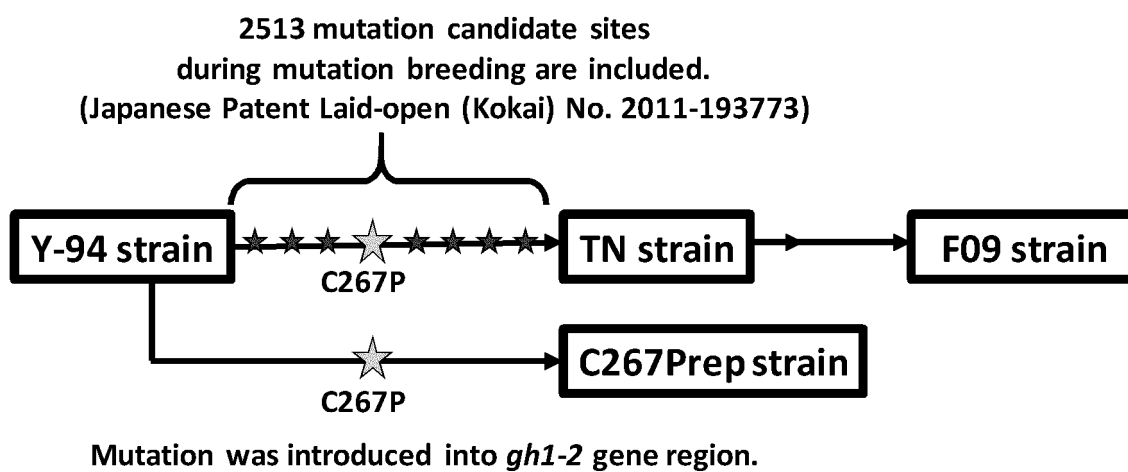 2513 mutation candidate sites
during mutation breeding are included.
(Japanese Patent Laid-open (Kokai) No. 2011-193773)
Y-94 strain
C267P
TN strain
F09 strain
C267P
C267Prep strain
Mutation was introduced into gh1-2 gene region.